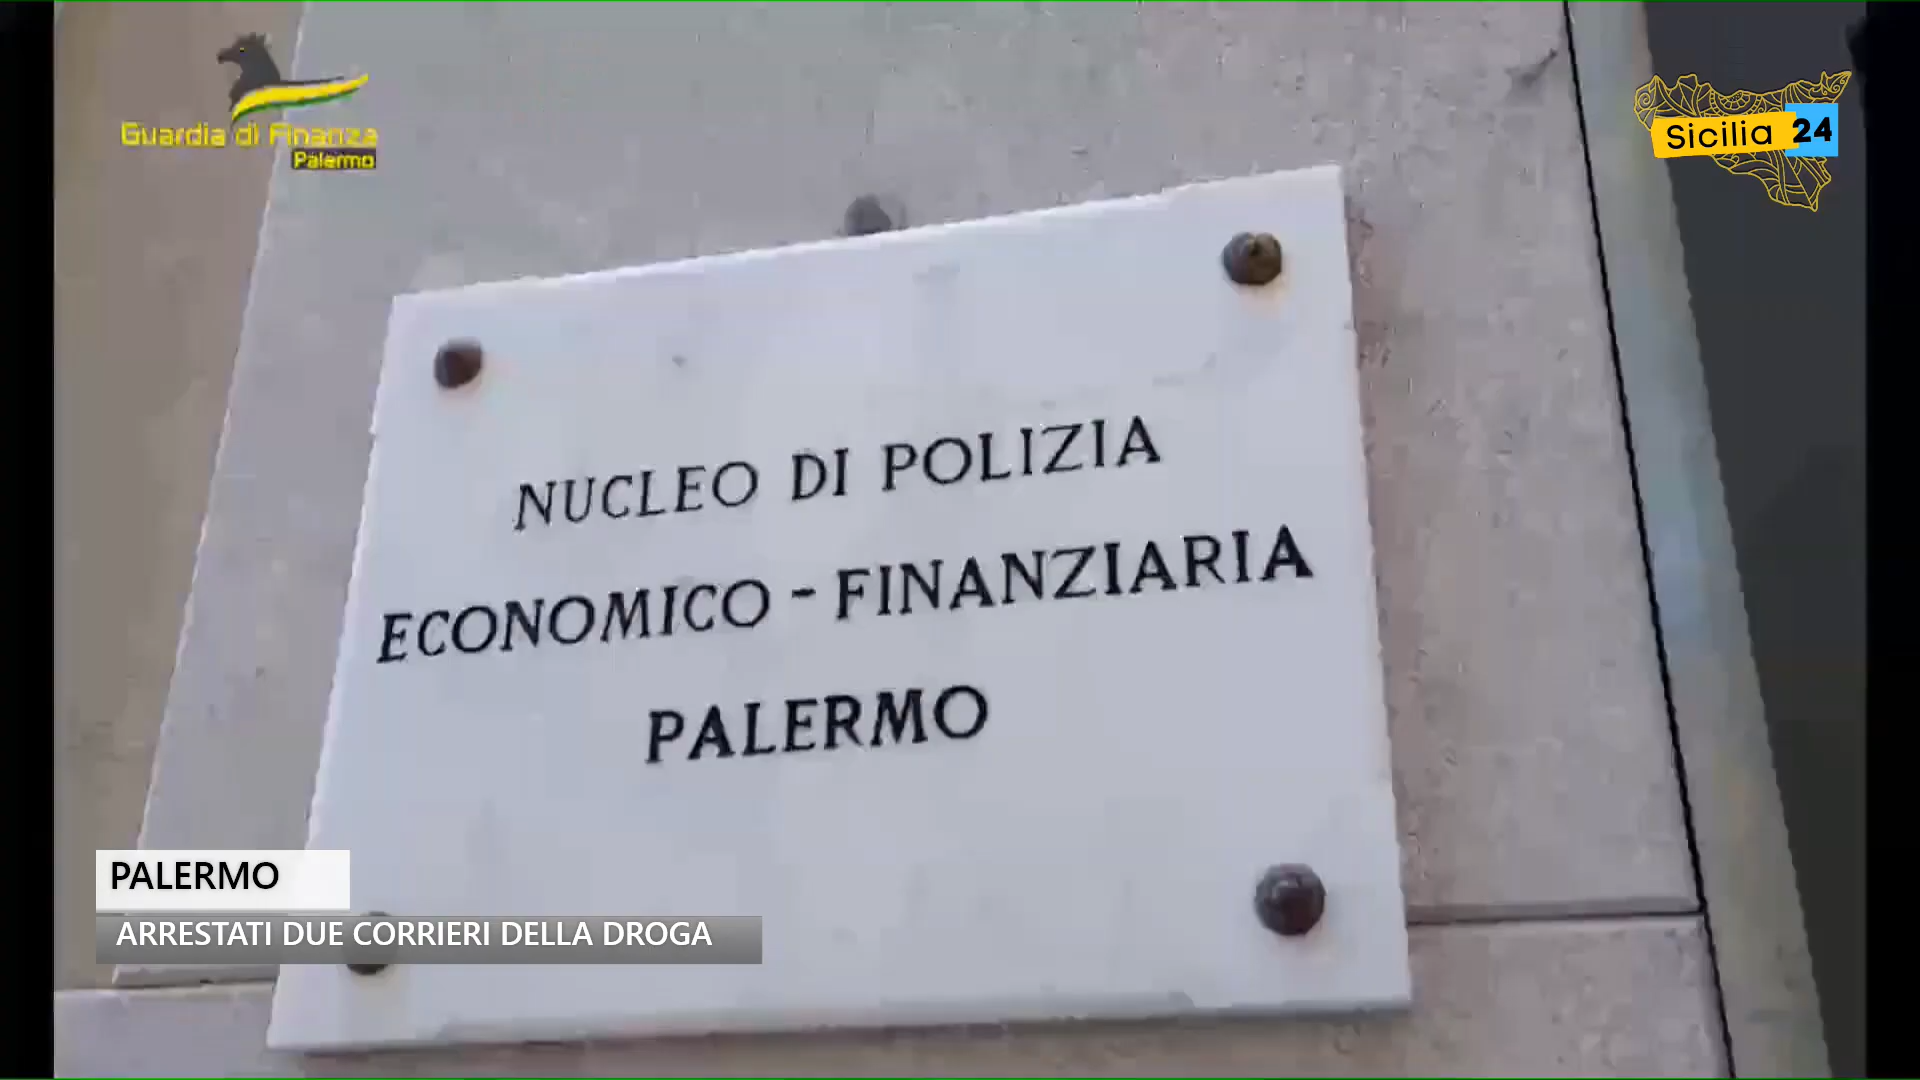 Guardia di Finanza
Palermo
Sicilia 24
NUCLEO DI POLIZIA
ECONOMICO - FINANZIARIA
PALERMO
PALERMO
ARRESTATI DUE CORRIERI DELLA DROGA